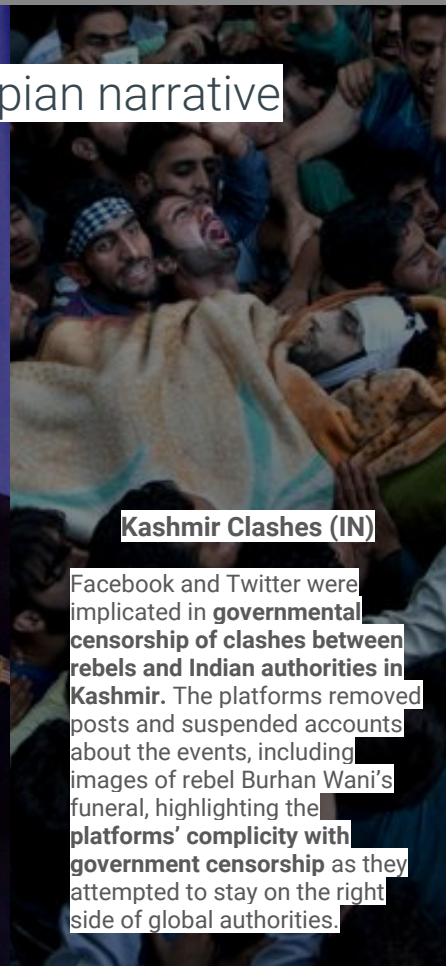 pian narrative
Kashmir Clashes (IN)
Facebook and Twitter were
implicated in governmental
censorship of clashes between
rebels and Indian authorities in
Kashmir. The platforms removed
posts and suspended accounts
about the events, including
images of rebel Burhan Wani’s
funeral, highlighting the
platforms’ complicity with
government censorship as they
attempted to stay on the right
side of global authorities.